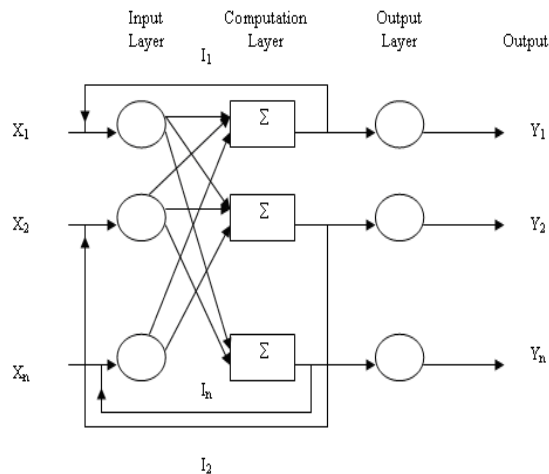 Input Layer
Computation Layer
Output Layer
Output
I₁
X₁
Σ
Y₁
X₂
Σ
Y₂
Xₙ
Σ
Yₙ
Iₙ
I₂